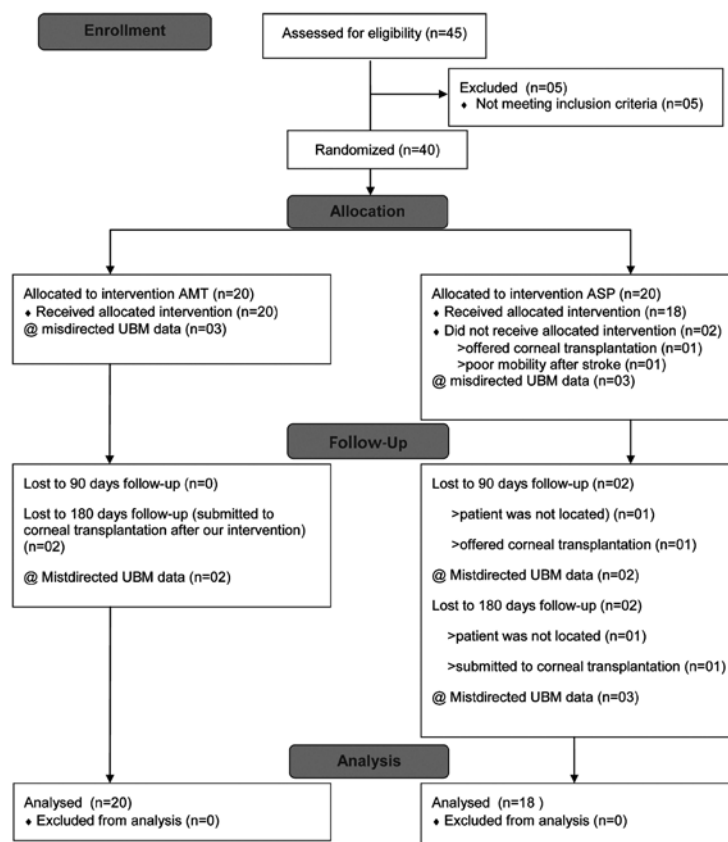 Enrollment
Assessed for eligibility (n=45)
Excluded (n=05)
♦ Not meeting inclusion criteria (n=05)
Randomized (n=40)
Allocation
Allocated to intervention AMT (n=20)
♦ Received allocated intervention (n=20)
@ misdirected UBM data (n=03)
Allocated to intervention ASP (n=20)
♦ Received allocated intervention (n=18)
♦ Did not receive allocated intervention (n=02)
>offered corneal transplantation (n=01)
>poor mobility after stroke (n=01)
@ misdirected UBM data (n=03)
Follow-Up
Lost to 90 days follow-up (n=0)
Lost to 180 days follow-up (submitted to
corneal transplantation after our intervention)
(n=02)
@ Mistdirected UBM data (n=02)
Lost to 90 days follow-up (n=02)
>patient was not located) (n=01)
>offered corneal transplantation (n=01)
@ Mistdirected UBM data (n=02)
Lost to 180 days follow-up (n=02)
>patient was not located (n=01)
>submitted to corneal transplantation (n=01)
@ Mistdirected UBM data (n=03)
Analysis
Analysed (n=20)
♦ Excluded from analysis (n=0)
Analysed (n=18 )
♦ Excluded from analysis (n=0)